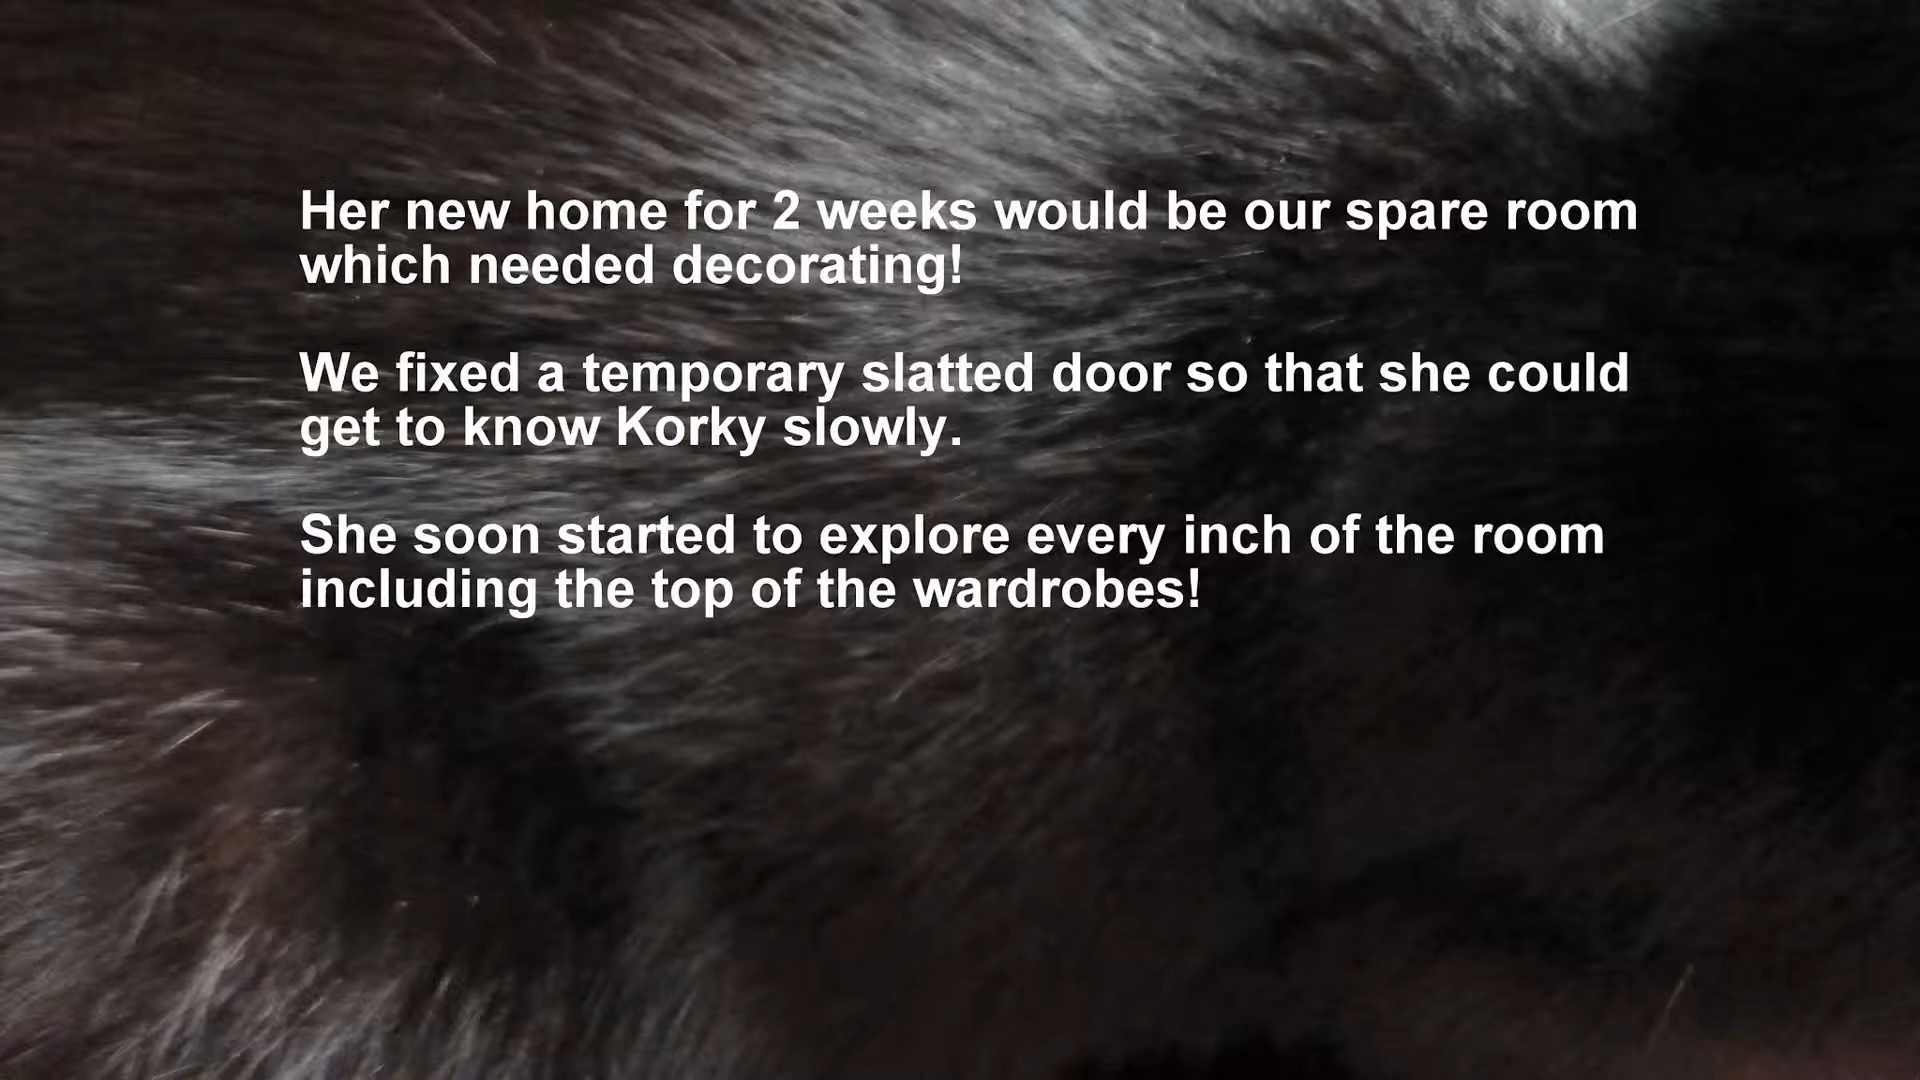 Her new home for 2 weeks would be our spare room
which needed decorating!
We fixed a temporary slatted door so that she could
get to know Korky slowly.
She soon started to explore every inch of the room
including the top of the wardrobes!